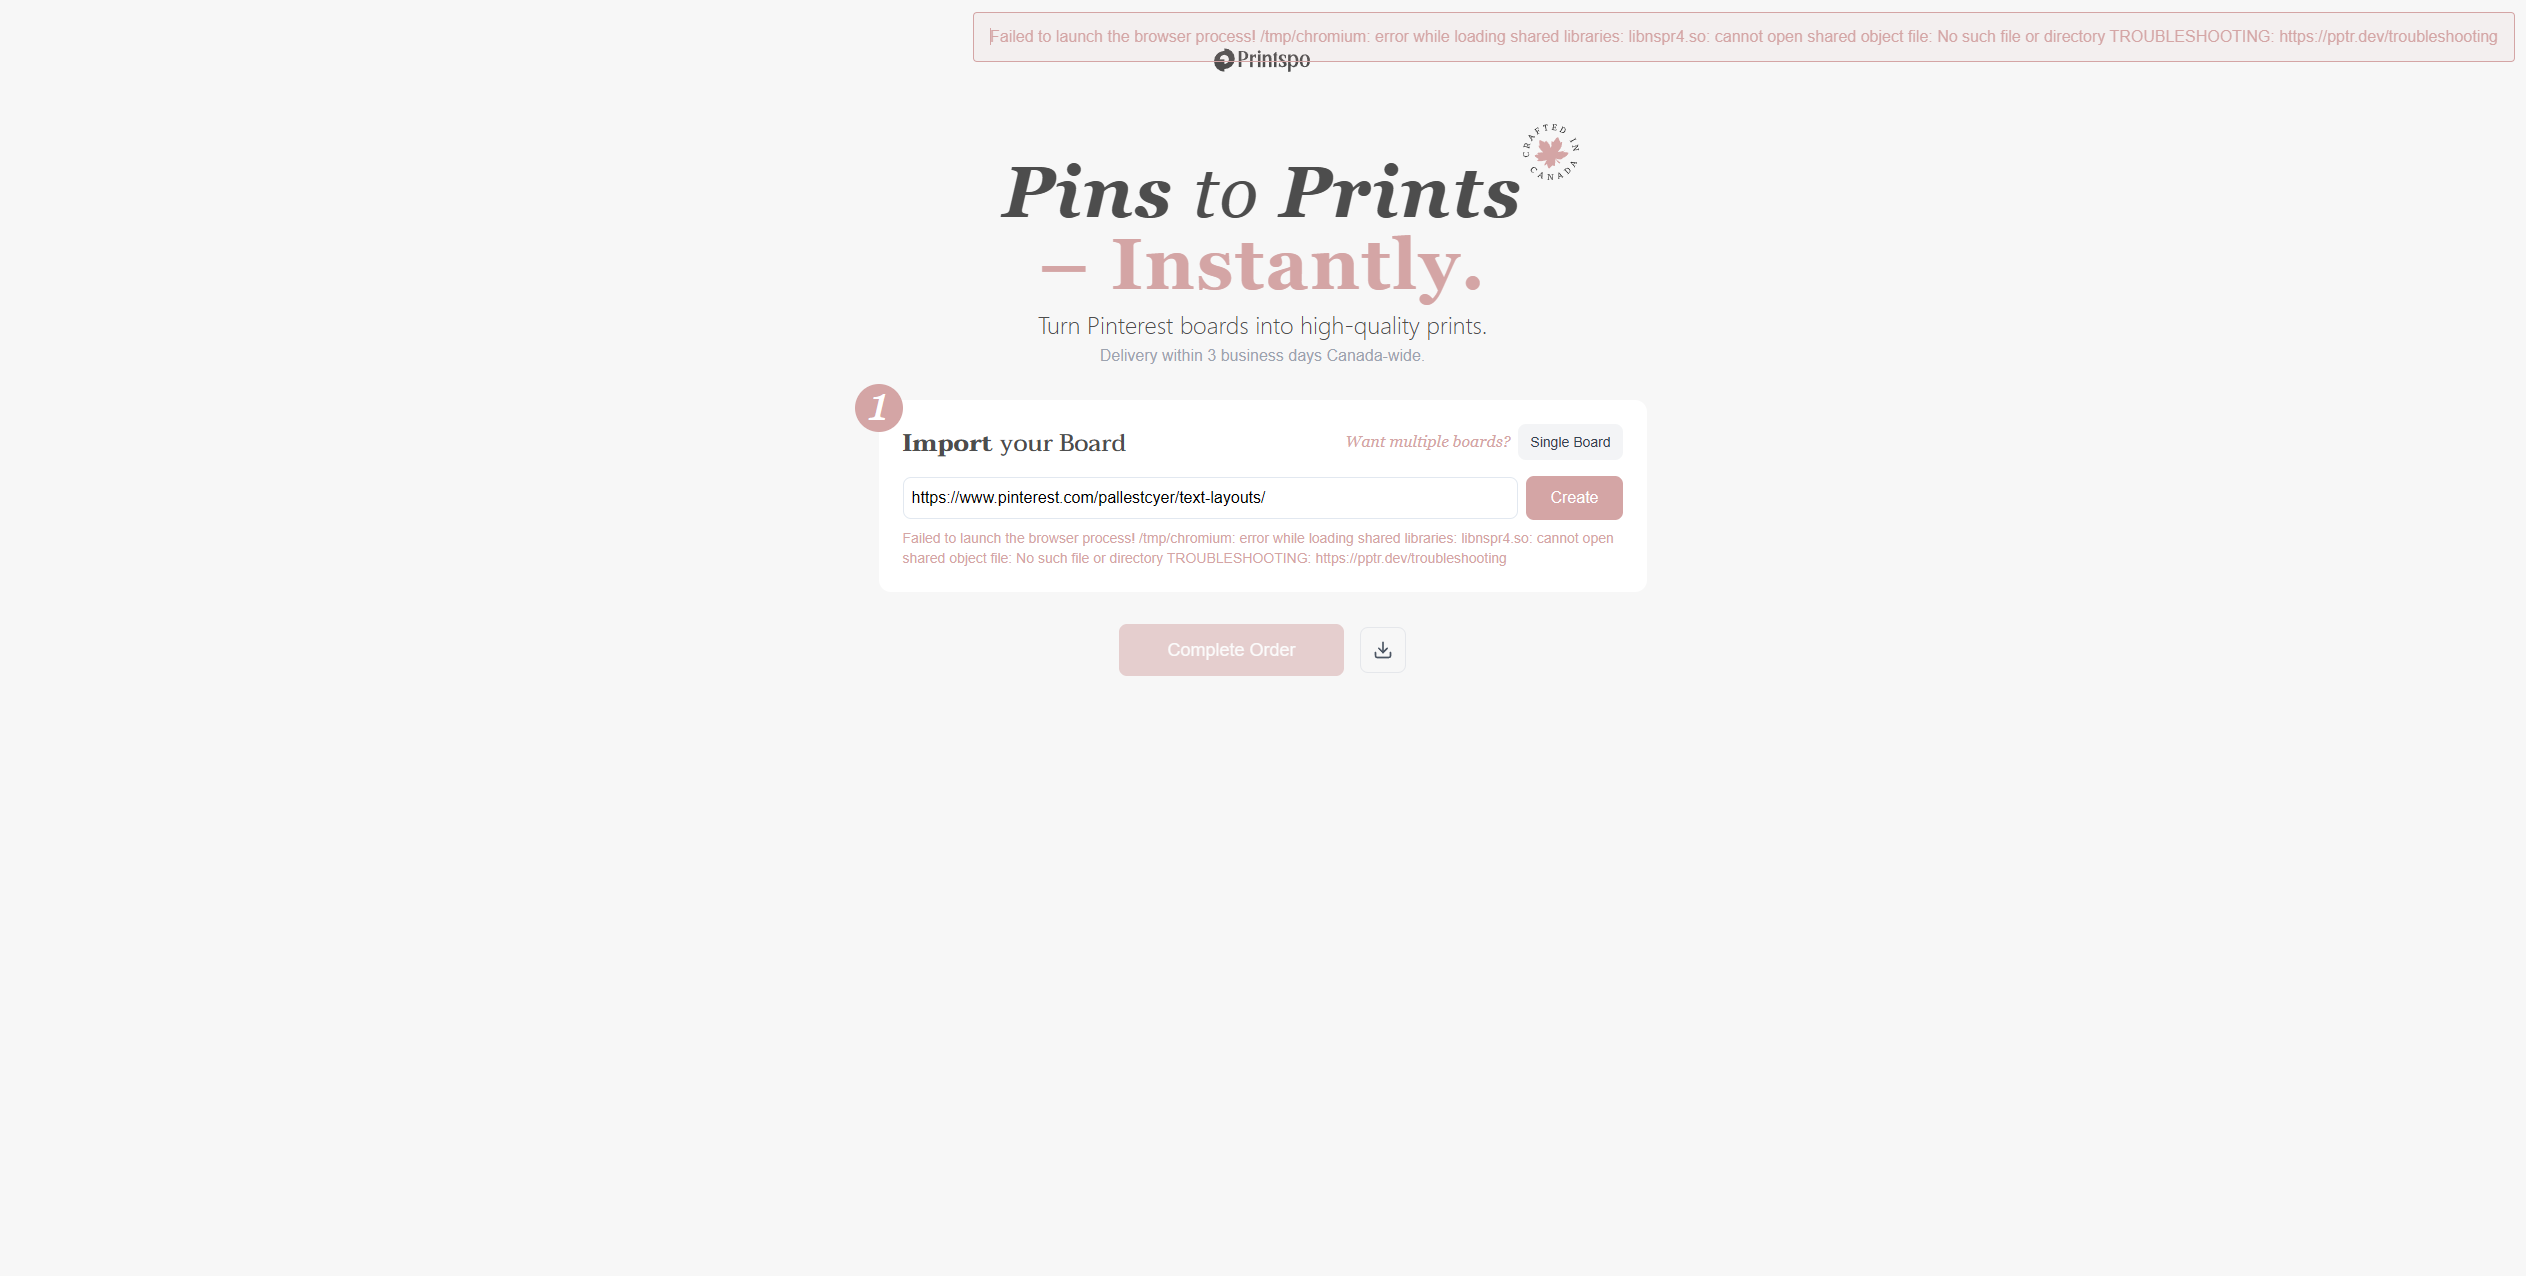 Failed to launch the browser process! /tmp/chromium: error while loading shared libraries: libnspr4.so: cannot open shared object file: No such file or directory TROUBLESHOOTING: https://pptr.dev/troubleshooting
Printspo
CRAFTED IN CANADA
Pins to Prints
– Instantly.
Turn Pinterest boards into high-quality prints.
Delivery within 3 business days Canada-wide.
1
Import your Board
Want multiple boards?
Single Board
https://www.pinterest.com/pallestcyer/text-layouts/
Create
Failed to launch the browser process! /tmp/chromium: error while loading shared libraries: libnspr4.so: cannot open
shared object file: No such file or directory TROUBLESHOOTING: https://pptr.dev/troubleshooting
Complete Order